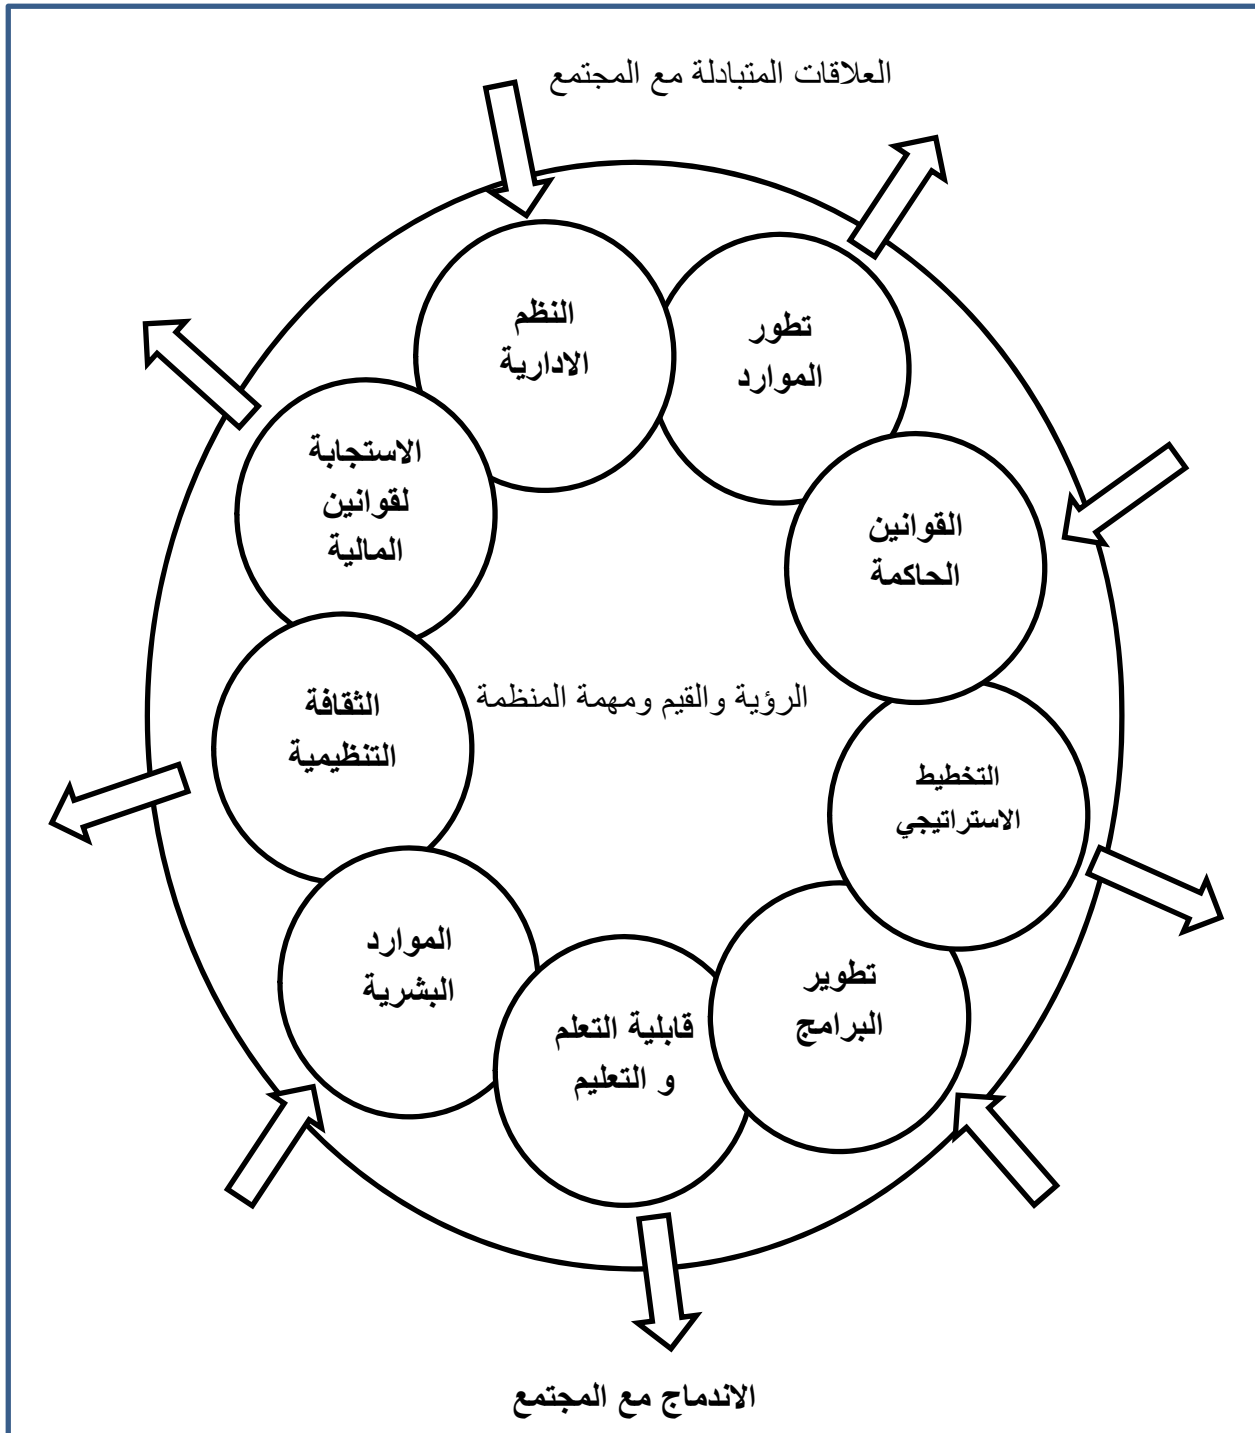 العلاقات المتبادلة مع المجتمع
النظم
الادارية
تطور
الموارد
القوانين
الحاكمة
التخطيط
الاستراتيجي
تطوير
البرامج
قابلية التعلم
و التعليم
الموارد
البشرية
الثقافة
التنظيمية
الاستجابة
لقوانين
المالية
الرؤية والقيم ومهمة المنظمة
الاندماج مع المجتمع